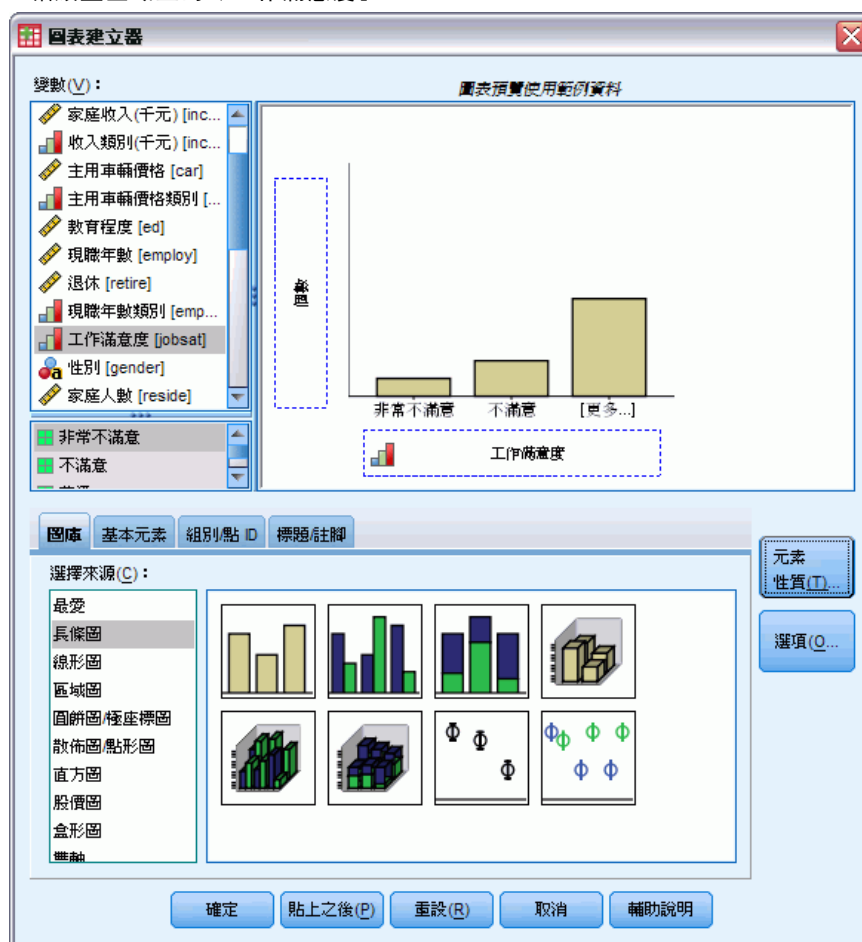 圖表建立器
變數(V)：
圖表預覽使用範例資料
家庭收入(千元) [inc...
收入類別(千元) [inc...
主用車輛價格 [car]
主用車輛價格類別 [...
教育程度 [ed]
現職年數 [employ]
退休 [retire]
現職年數類別 [emp...
工作滿意度 [jobsat]
性別 [gender]
家庭人數 [reside]
非常不滿意
不滿意
非常不滿意 不滿意 [更多...]
工作滿意度
圖庫 基本元素 組別/點 ID 標題/註腳
選擇來源(C)：
最愛
長條圖
線形圖
區域圖
圓餅圖/極座標圖
散佈圖/點形圖
直方圖
股價圖
盒形圖
雙軸
元素
性質(T)...
選項(O...
確定 貼上之後(P) 重設(R) 取消 輔助說明